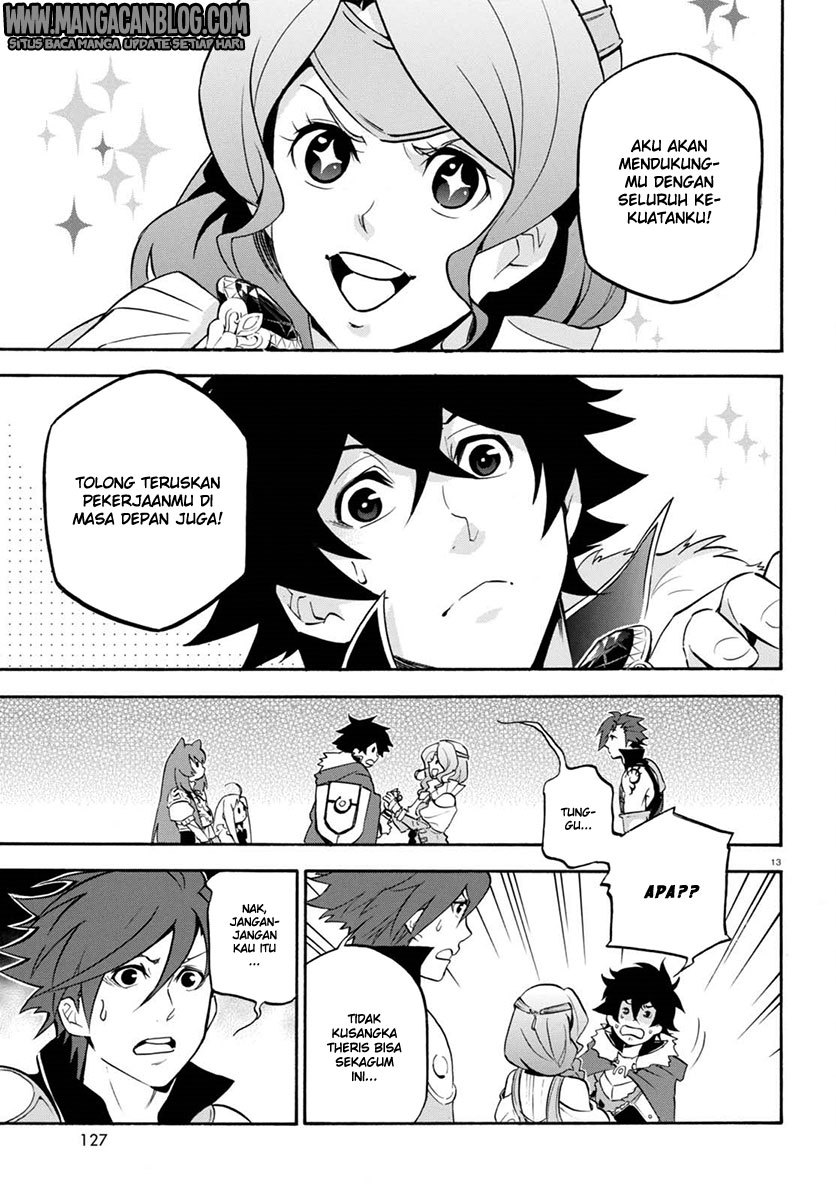 WWW.MANGACANBLOG.COM
SITUS BACA MANGA UPDATE SETIAP HARI
AKU AKAN
MENDUKUNG-
MU DENGAN
SELURUH KE-
KUATANKU!
TOLONG TERUSKAN
PEKERJAANMU DI
MASA DEPAN JUGA!
TUNG-
GU...
13
APA??
TIDAK
KUSANGKA
THERIS BISA
SEKAGUM
INI...
NAK,
JANGAN-
JANGAN
KAU ITU
...
127